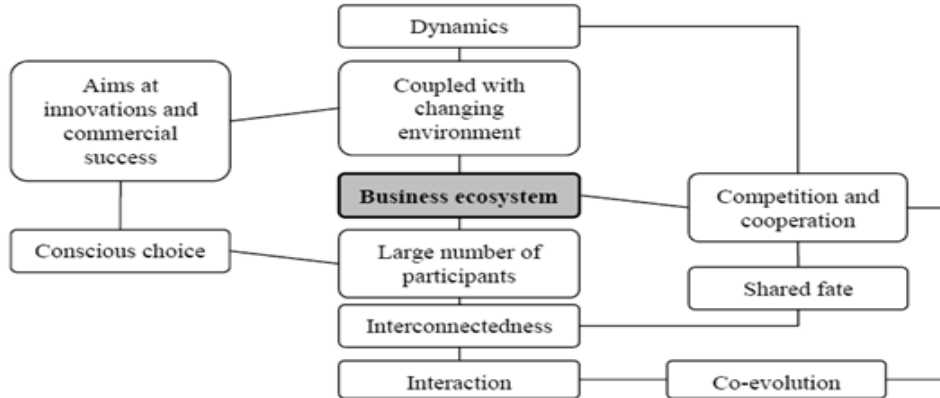 Dynamics
Aims at
innovations and
commercial
success
Coupled with
changing
environment
Business ecosystem
Competition and
cooperation
Conscious choice
Large number of
participants
Shared fate
Interconnectedness
Interaction
Co-evolution